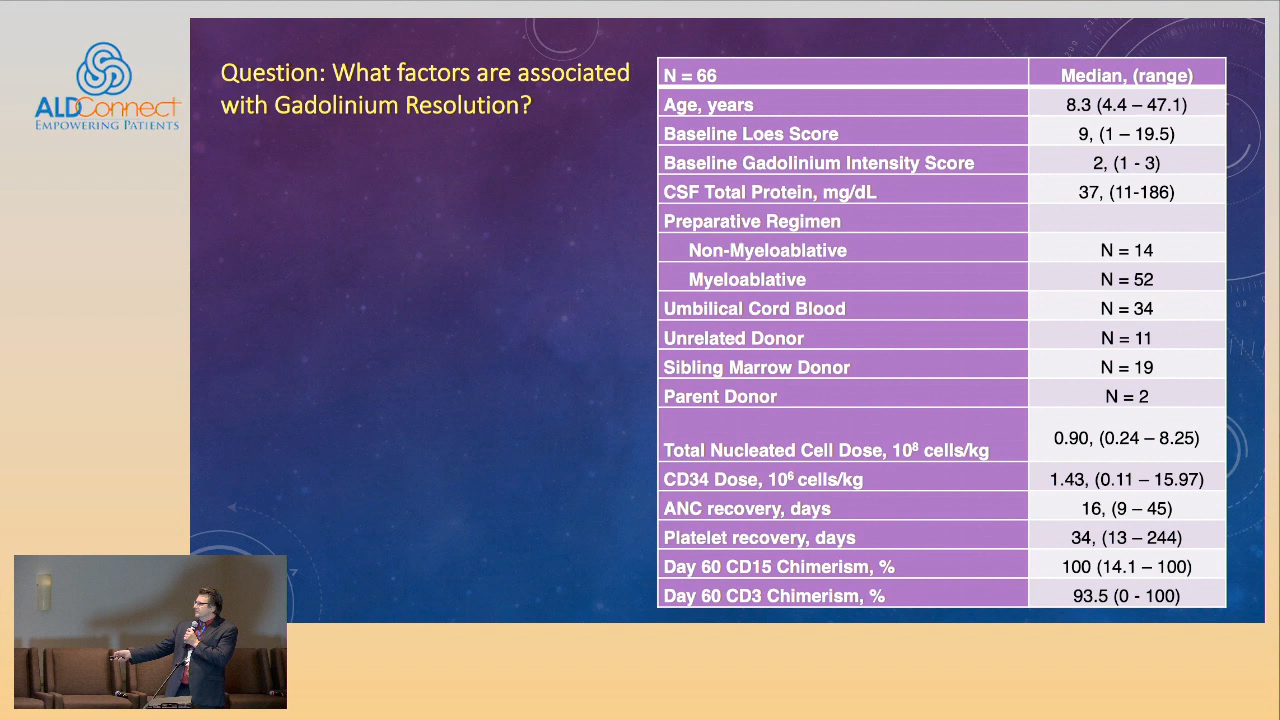 ALDConnect
EMPOWERING PATIENTS
Question: What factors are associated
with Gadolinium Resolution?
N = 66 Median, (range)
Age, years 8.3 (4.4 – 47.1)
Baseline Loes Score 9, (1 – 19.5)
Baseline Gadolinium Intensity Score 2, (1 - 3)
CSF Total Protein, mg/dL 37, (11-186)
Preparative Regimen
Non-Myeloablative N = 14
Myeloablative N = 52
Umbilical Cord Blood N = 34
Unrelated Donor N = 11
Sibling Marrow Donor N = 19
Parent Donor N = 2
Total Nucleated Cell Dose, 10⁸ cells/kg 0.90, (0.24 – 8.25)
CD34 Dose, 10⁶ cells/kg 1.43, (0.11 – 15.97)
ANC recovery, days 16, (9 – 45)
Platelet recovery, days 34, (13 – 244)
Day 60 CD15 Chimerism, % 100 (14.1 – 100)
Day 60 CD3 Chimerism, % 93.5 (0 - 100)